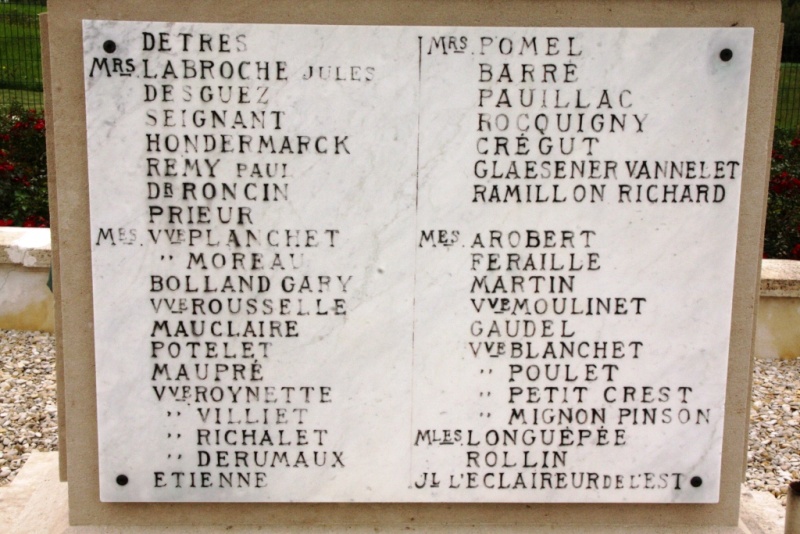 DETRES
MRS. LABROCHE JULES
DESGUEZ
SEIGNANT
HONDERMARCK
REMY PAUL
DR RONCIN
PRIEUR
MES. VVE PLANCHET
" MOREAU
BOLLAND GARY
VVE ROUSSELLE
MAUCLAIRE
POTELET
MAUPRÉ
VVE ROYNETTE
" VILLIET
" RICHALET
" DERUMAUX
ETIENNE
MRS. POMEL
BARRÉ
PAUILLAC
ROCQUIGNY
CRÉGUT
GLAESENER VANNELET
RAMILLON RICHARD
MES. AROBERT
FERAILLE
MARTIN
VVE MOULINET
GAUDEL
VVE BLANCHET
" POULET
" PETIT CREST
" MIGNON PINSON
MLES. LONGUÉPÉE
ROLLIN
JL L'ECLAIREUR DE L'EST